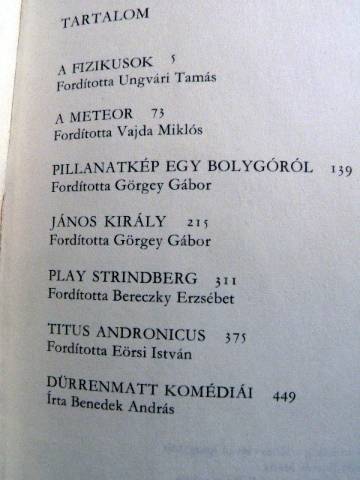 TARTALOM
A FIZIKUSOK 5
Fordította Ungvári Tamás
A METEOR 73
Fordította Vajda Miklós
PILLANATKÉP EGY BOLYGÓRÓL 139
Fordította Görgey Gábor
JÁNOS KIRÁLY 215
Fordította Görgey Gábor
PLAY STRINDBERG 311
Fordította Bereczky Erzsébet
TITUS ANDRONICUS 375
Fordította Eörsi István
DÜRRENMATT KOMÉDIÁI 449
Írta Benedek András